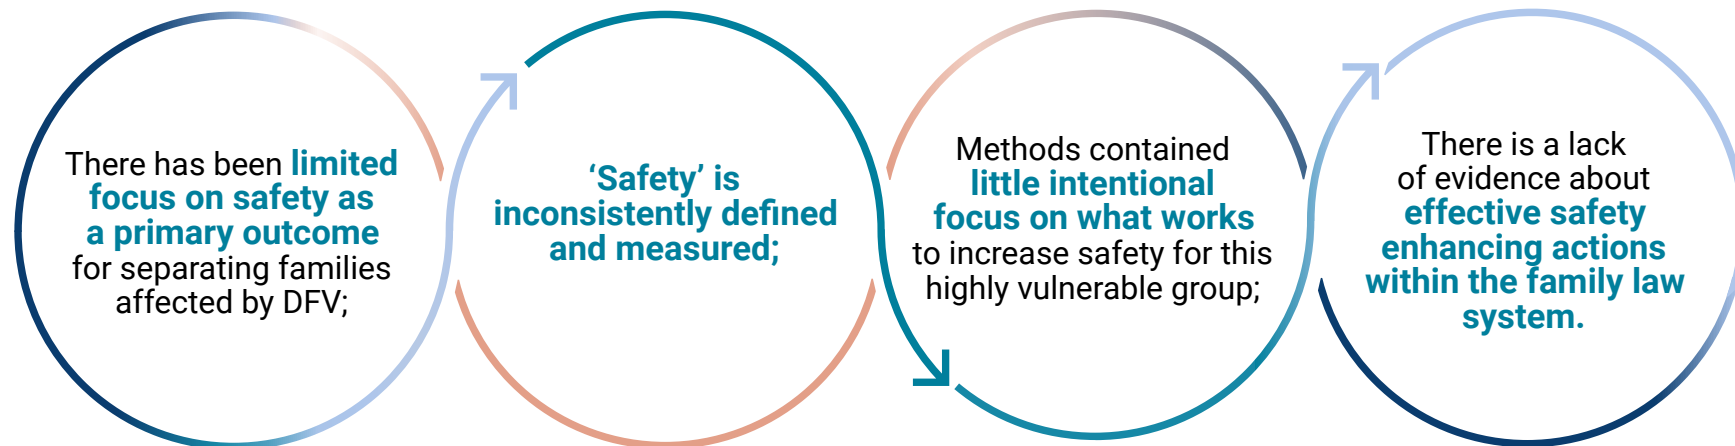 There has been limited
focus on safety as
a primary outcome
for separating families
affected by DFV;
‘Safety’ is
inconsistently defined
and measured;
Methods contained
little intentional
focus on what works
to increase safety for this
highly vulnerable group;
There is a lack
of evidence about
effective safety
enhancing actions
within the family law
system.